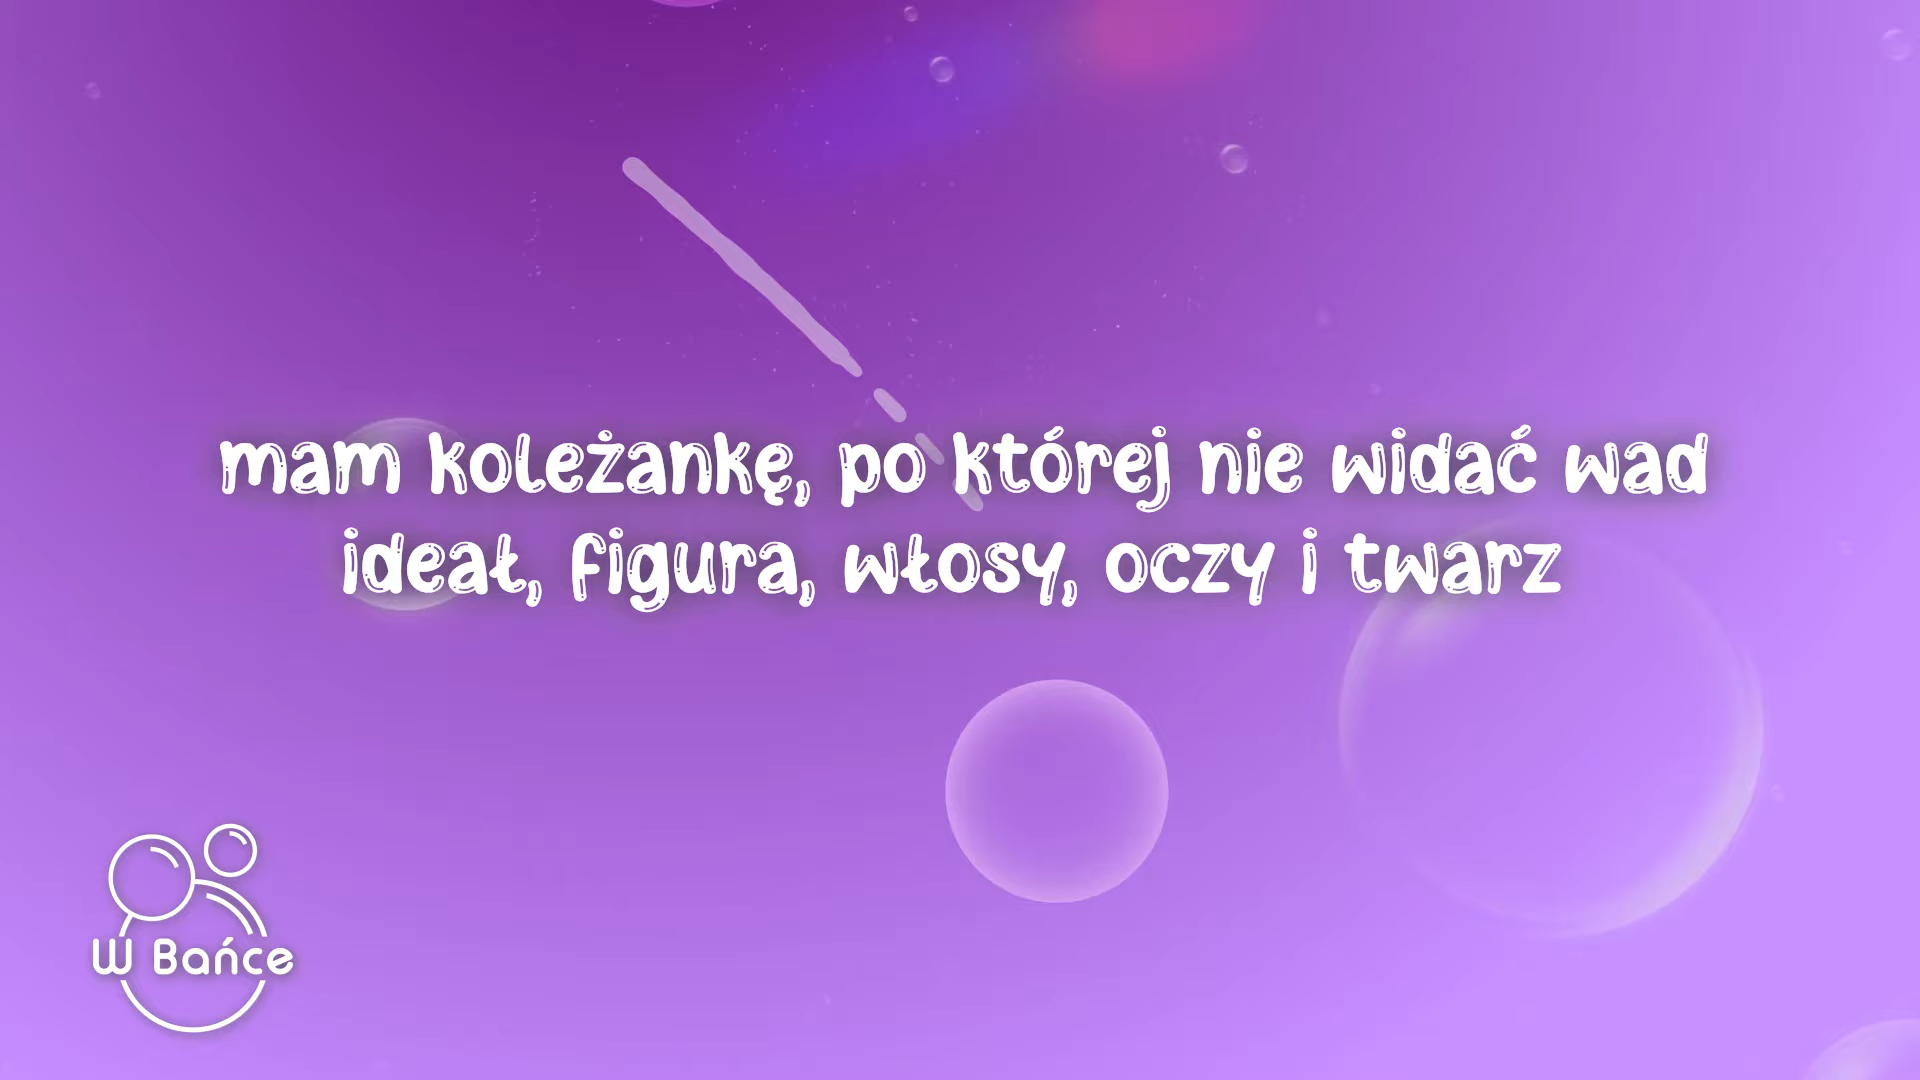 mam koleżankę, po której nie widać wad
ideał, figura, włosy, oczy i twarz
W Bańce